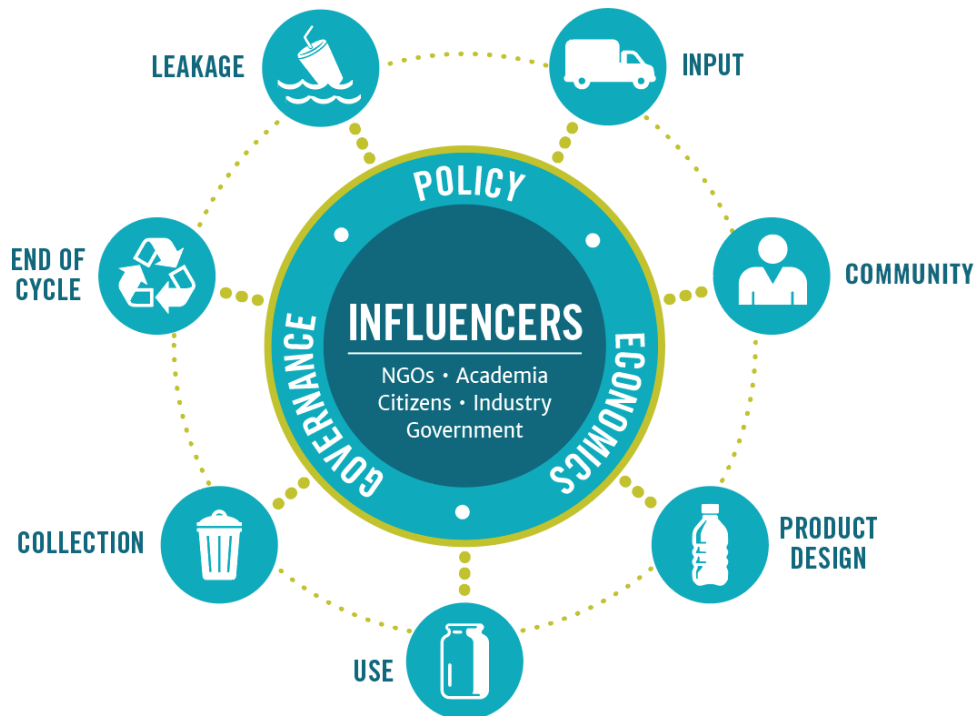 LEAKAGE
INPUT
POLICY
END OF
CYCLE
COMMUNITY
INFLUENCERS
NGOs • Academia
Citizens • Industry
Government
GOVERNANCE
ECONOMICS
COLLECTION
PRODUCT
DESIGN
USE